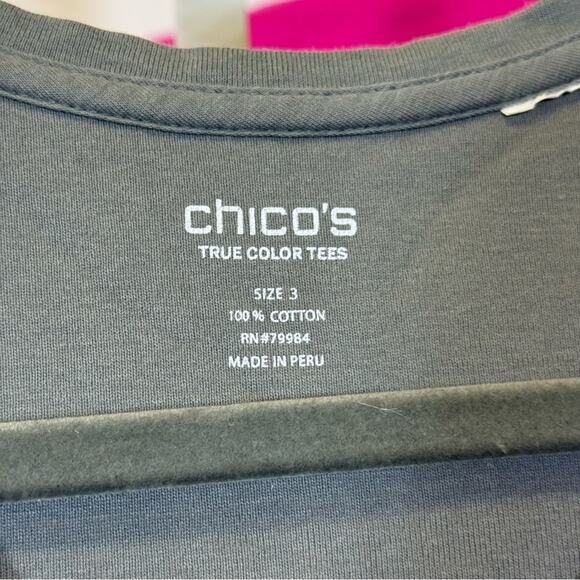 chico's
TRUE COLOR TEES
SIZE 3
100% COTTON
RN#79984
MADE IN PERU